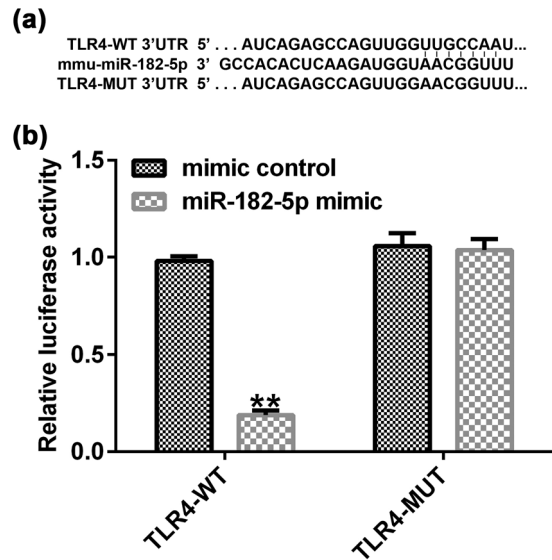 (a)
TLR4-WT 3'UTR 5' . . . AUCAGAGCCAGUUGGUUGCCAAU...
mmu-miR-182-5p 3' GCCACACUCAAGAUGGUAACGGUUU
TLR4-MUT 3'UTR 5' . . . AUCAGAGCCAGUUGGAACGGUUU...
(b)
Relative luciferase activity
1.5
1.0
0.5
0.0
mimic control
miR-182-5p mimic
**
TLR4-WT
TLR4-MUT